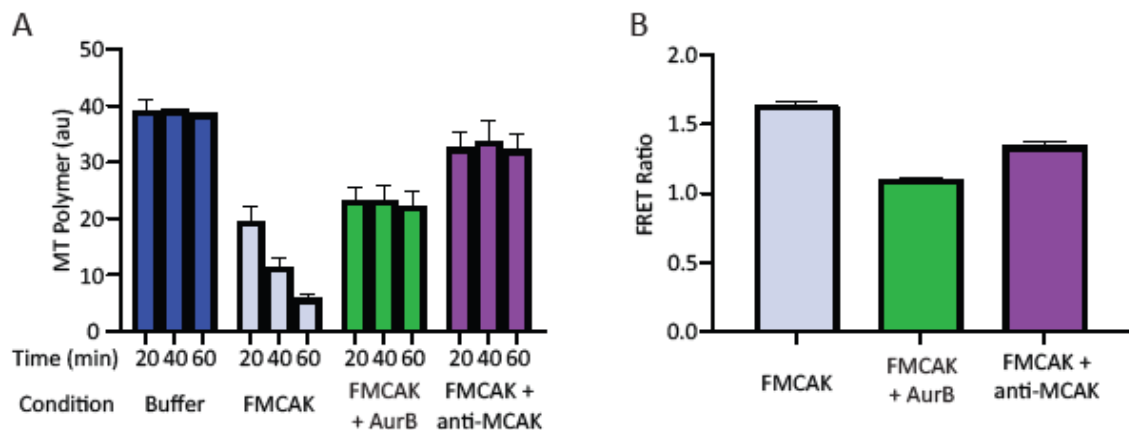 A
MT Polymer (au)
50
40
30
20
10
0
Time (min) 20 40 60 20 40 60 20 40 60 20 40 60
Condition Buffer FMCAK FMCAK + AurB FMCAK + anti-MCAK
B
FRET Ratio
2.0
1.5
1.0
0.5
0.0
FMCAK
FMCAK + AurB
FMCAK + anti-MCAK